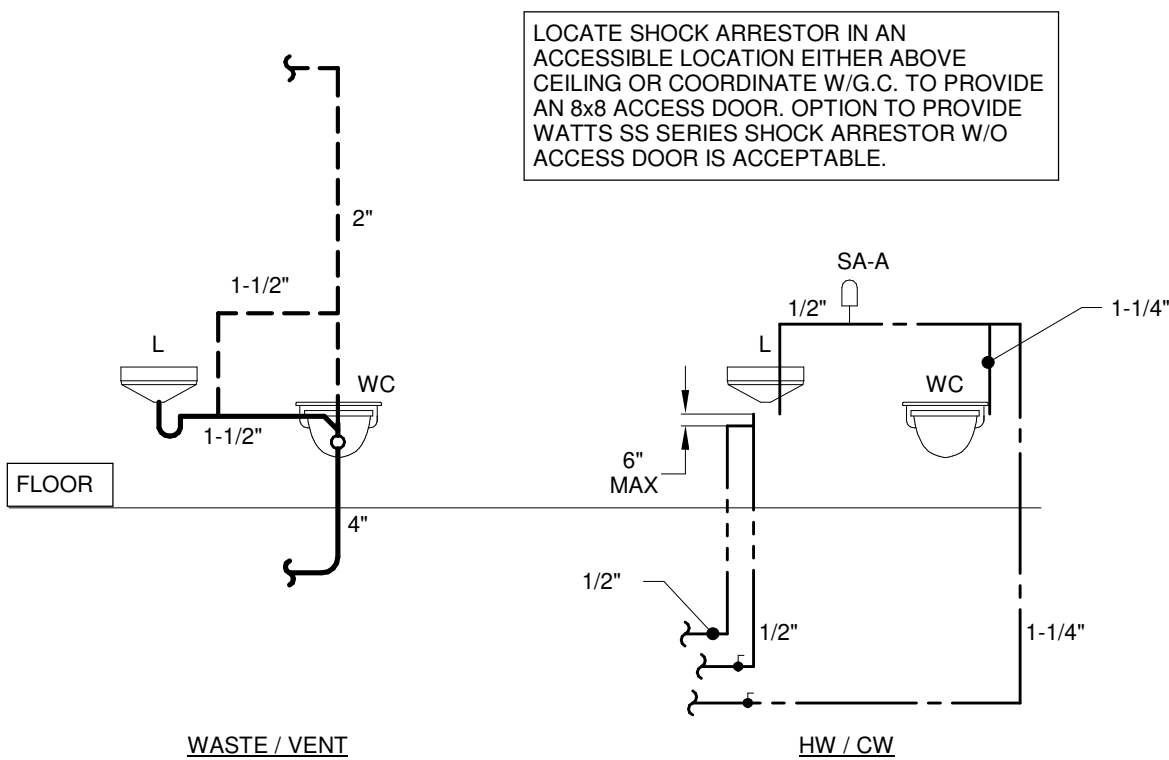 LOCATE SHOCK ARRESTOR IN AN
ACCESSIBLE LOCATION EITHER ABOVE
CEILING OR COORDINATE W/G.C. TO PROVIDE
AN 8x8 ACCESS DOOR. OPTION TO PROVIDE
WATTS SS SERIES SHOCK ARRESTOR W/O
ACCESS DOOR IS ACCEPTABLE.
2"
1-1/2"
L
WC
1-1/2"
FLOOR
4"
WASTE / VENT
SA-A
1/2"
1-1/4"
L
WC
6"
MAX
1/2"
1/2"
1-1/4"
HW / CW